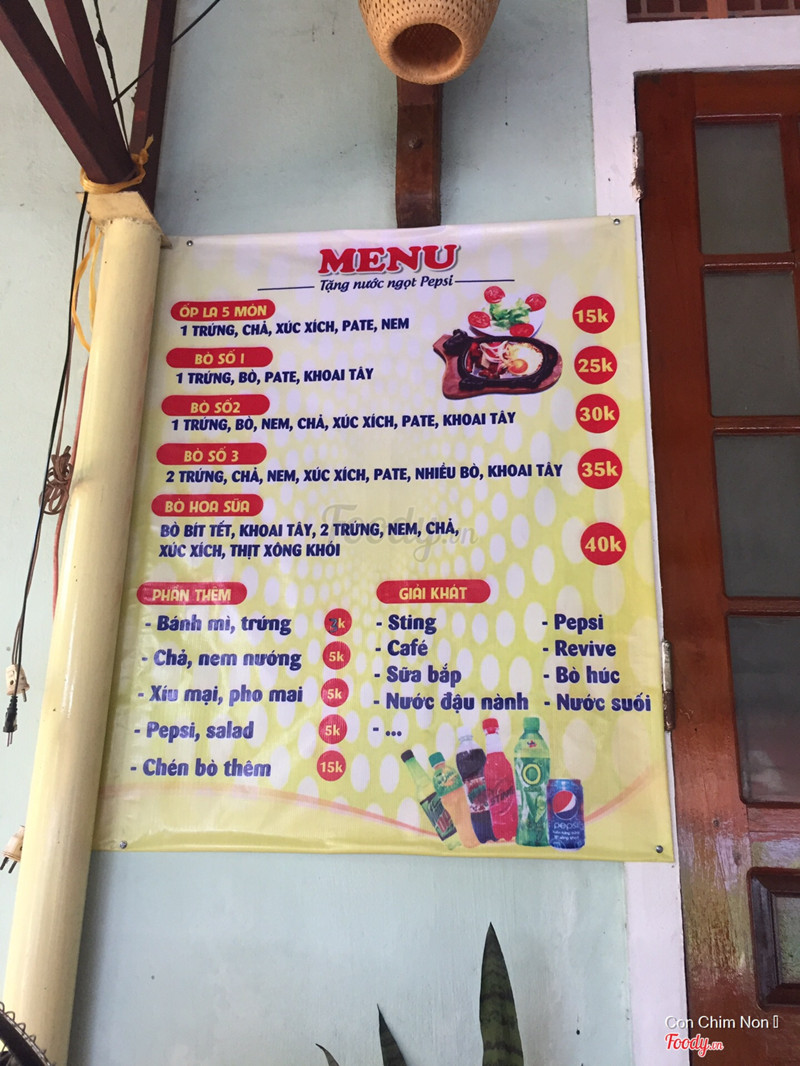 MENU
Tặng nước ngọt Pepsi
ỐP LA 5 MÓN
1 TRỨNG, CHẢ, XÚC XÍCH, PATE, NEM
15k
BÒ SỐ 1
1 TRỨNG, BÒ, PATE, KHOAI TÂY
25k
BÒ SỐ2
1 TRỨNG, BÒ, NEM, CHẢ, XÚC XÍCH, PATE, KHOAI TÂY
30k
BÒ SỐ 3
2 TRỨNG, CHẢ, NEM, XÚC XÍCH, PATE, NHIỀU BÒ, KHOAI TÂY
35k
BÒ HOA SŨA
BÒ BÍT TẾT, KHOAI TÂY, 2 TRỨNG, NEM, CHẢ,
XÚC XÍCH, THỊT XÔNG KHÓI
40k
PHẦN THÊM
- Bánh mì, trứng
- Chả, nem nướng 5k
- Xíu mại, pho mai 5k
- Pepsi, salad 5k
- Chén bò thêm 15k
GIẢI KHÁT
- Sting
- Café
- Sữa bắp
- Nước đậu nành
- ...
- Pepsi
- Revive
- Bò húc
- Nước suối
pepsi
Foody.vn
Con Chim Non
Foody.vn